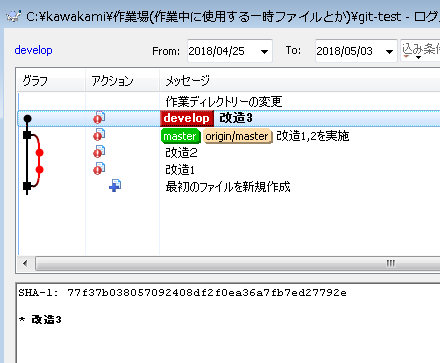 C:¥kawakami¥作業場(作業中に使用する一時ファイルとか)¥git-test - ログ
develop From: 2018/04/25 To: 2018/05/03 込み条件
グラフ アクション メッセージ
作業ディレクトリーの変更
develop 改造3
master origin/master 改造1,2を実施
改造2
改造1
最初のファイルを新規作成
SHA-1: 77f37b038057092408df2f0ea36a7fb7ed27792e
* 改造3